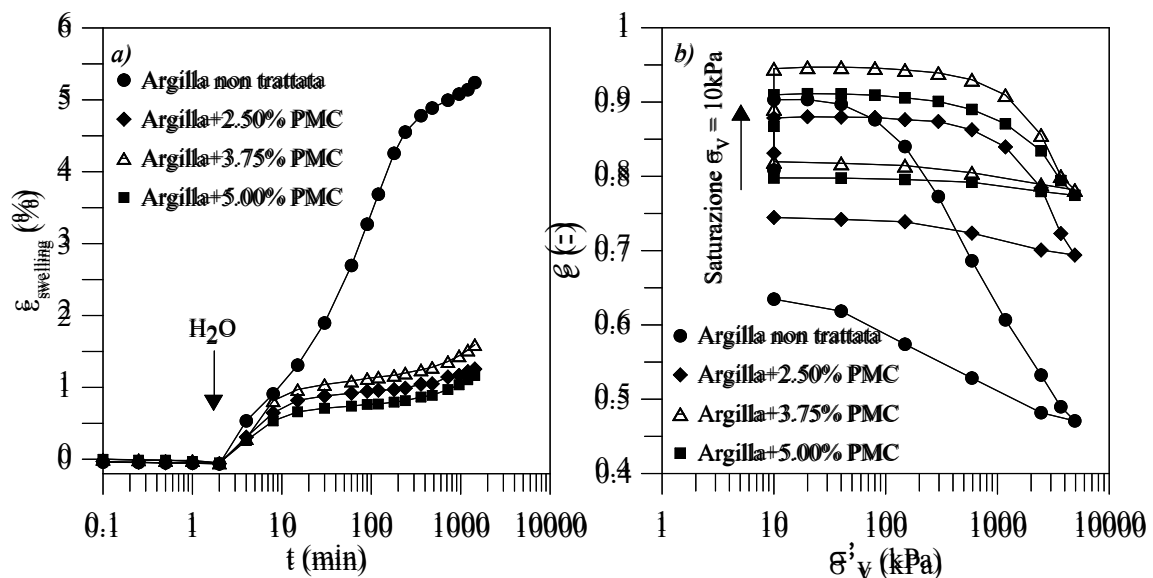 a)
Argilla non trattata
Argilla+2.50% PMC
Argilla+3.75% PMC
Argilla+5.00% PMC
H2O
εswelling (%)
6
5
4
3
2
1
0
0.1
1
10
100
1000
10000
t (min)
b)
Saturazione σv = 10kPa
Argilla non trattata
Argilla+2.50% PMC
Argilla+3.75% PMC
Argilla+5.00% PMC
e (-)
1
0.9
0.8
0.7
0.6
0.5
0.4
1
10
100
1000
10000
σ'v (kPa)